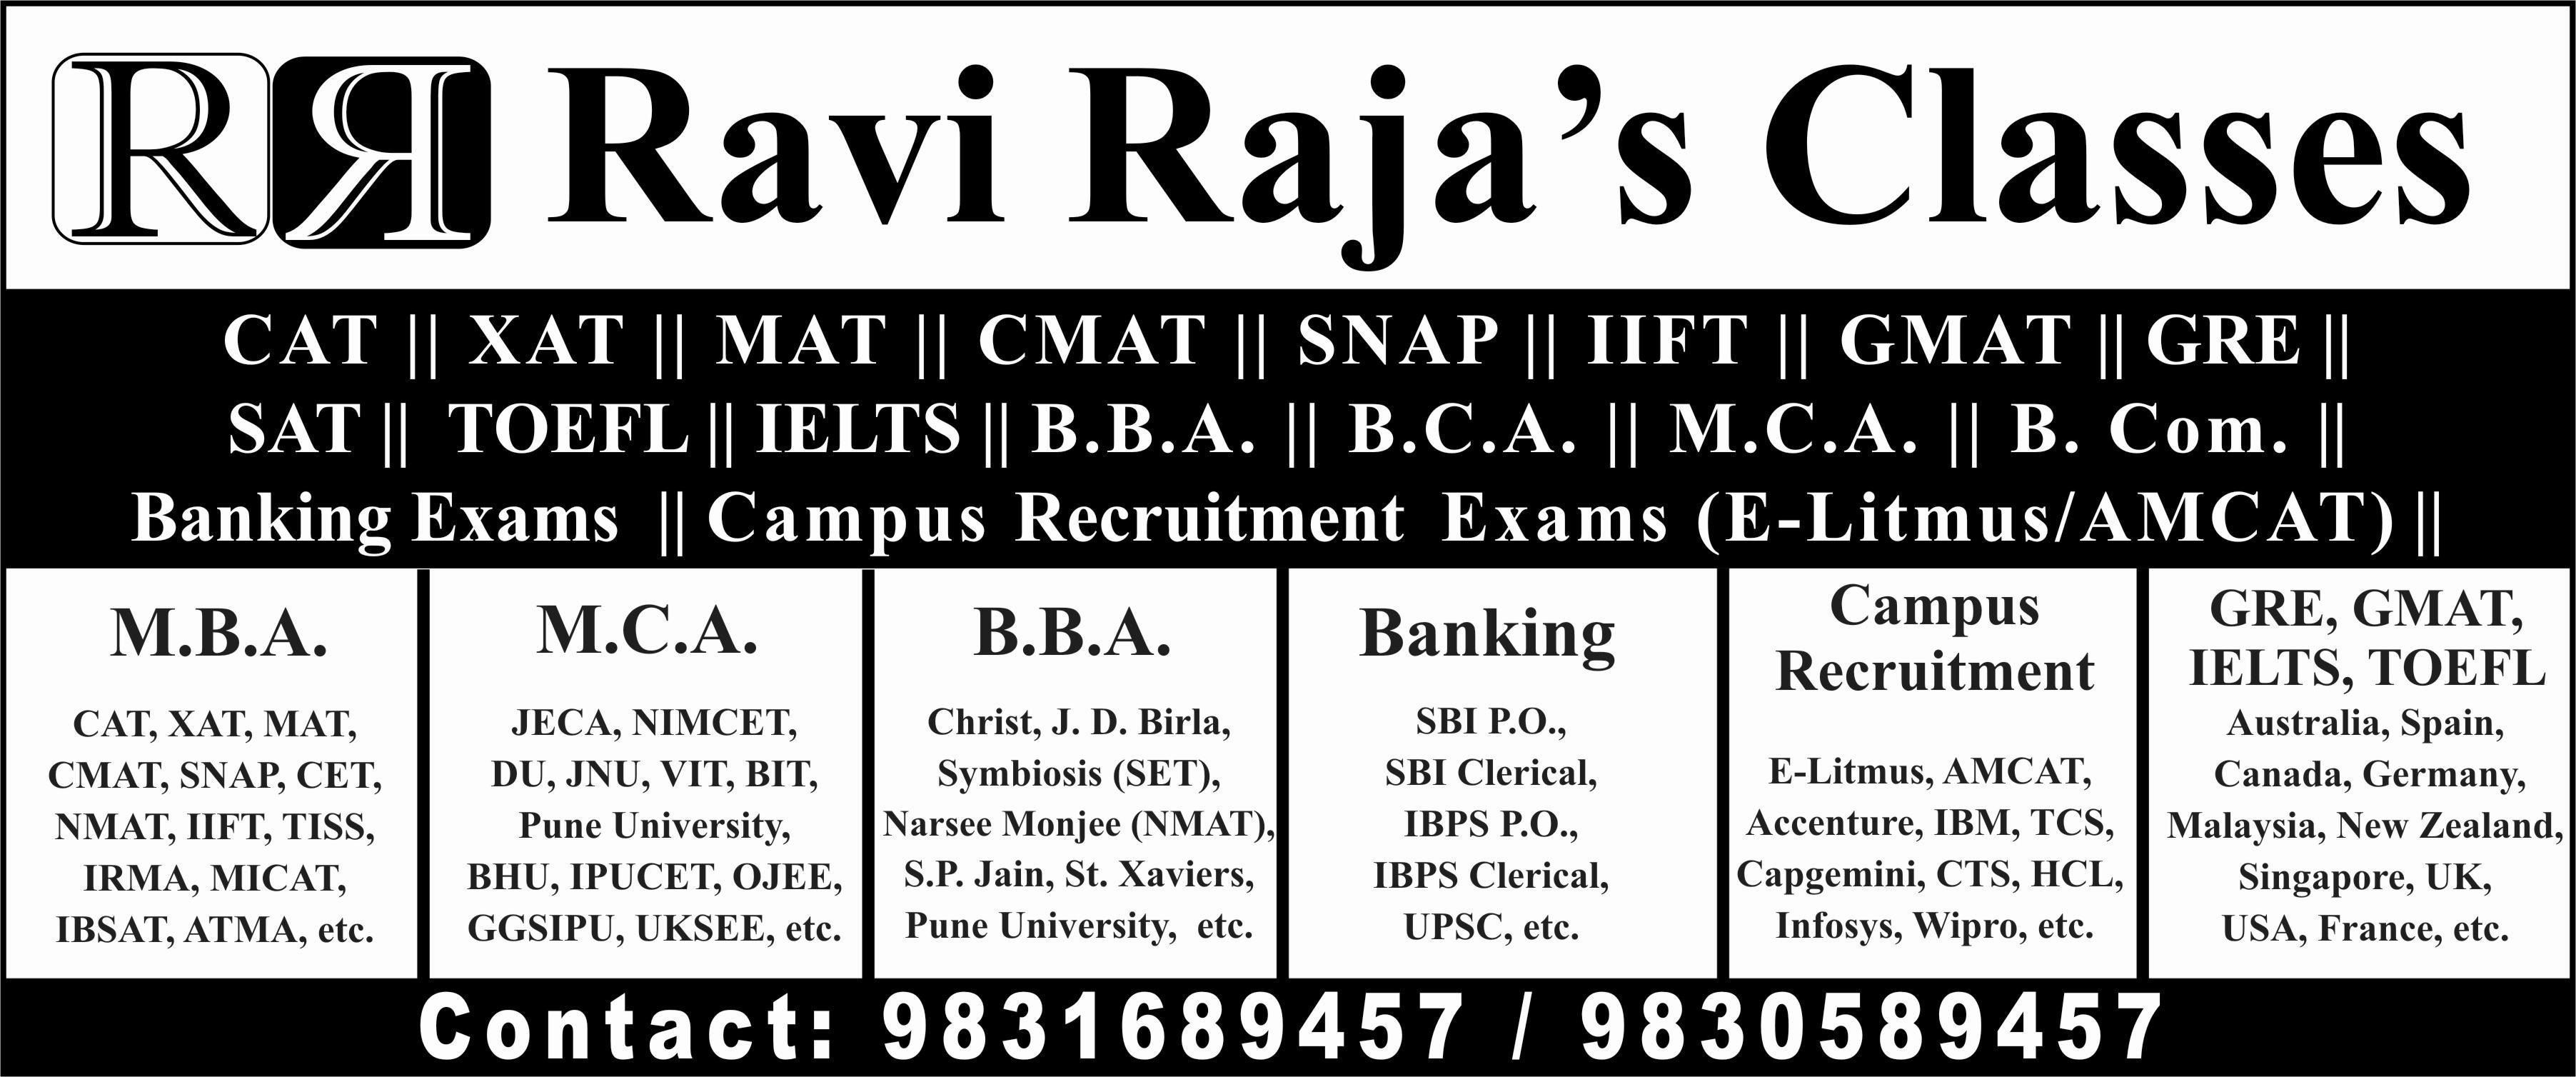 RR Ravi Raja’s Classes
CAT || XAT || MAT || CMAT || SNAP || IIFT || GMAT || GRE ||
SAT || TOEFL || IELTS || B.B.A. || B.C.A. || M.C.A. || B. Com. ||
Banking Exams || Campus Recruitment Exams (E-Litmus/AMCAT) ||
M.B.A.
CAT, XAT, MAT,
CMAT, SNAP, CET,
NMAT, IIFT, TISS,
IRMA, MICAT,
IBSAT, ATMA, etc.
M.C.A.
JECA, NIMCET,
DU, JNU, VIT, BIT,
Pune University,
BHU, IPUCET, OJEE,
GGSIPU, UKSEE, etc.
B.B.A.
Christ, J. D. Birla,
Symbiosis (SET),
Narsee Monjee (NMAT),
S.P. Jain, St. Xaviers,
Pune University, etc.
Banking
SBI P.O.,
SBI Clerical,
IBPS P.O.,
IBPS Clerical,
UPSC, etc.
Campus
Recruitment
E-Litmus, AMCAT,
Accenture, IBM, TCS,
Capgemini, CTS, HCL,
Infosys, Wipro, etc.
GRE, GMAT,
IELTS, TOEFL
Australia, Spain,
Canada, Germany,
Malaysia, New Zealand,
Singapore, UK,
USA, France, etc.
Contact: 9831689457 / 9830589457